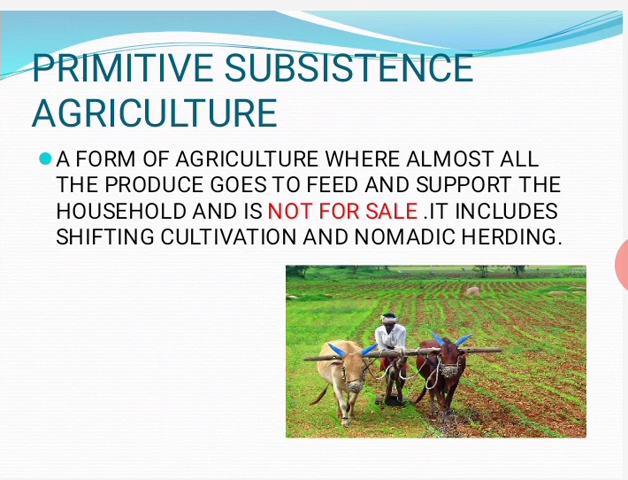 PRIMITIVE SUBSISTENCE
AGRICULTURE
A FORM OF AGRICULTURE WHERE ALMOST ALL
THE PRODUCE GOES TO FEED AND SUPPORT THE
HOUSEHOLD AND IS NOT FOR SALE .IT INCLUDES
SHIFTING CULTIVATION AND NOMADIC HERDING.